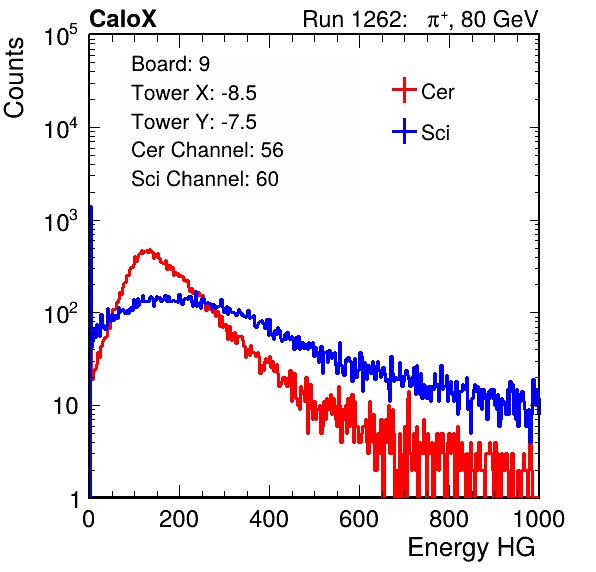 CaloX Run 1262: π⁺, 80 GeV
Counts
Board: 9
Tower X: -8.5
Tower Y: -7.5
Cer Channel: 56
Sci Channel: 60
Cer
Sci
10⁵
10⁴
10³
10²
10
1
0 200 400 600 800 1000
Energy HG